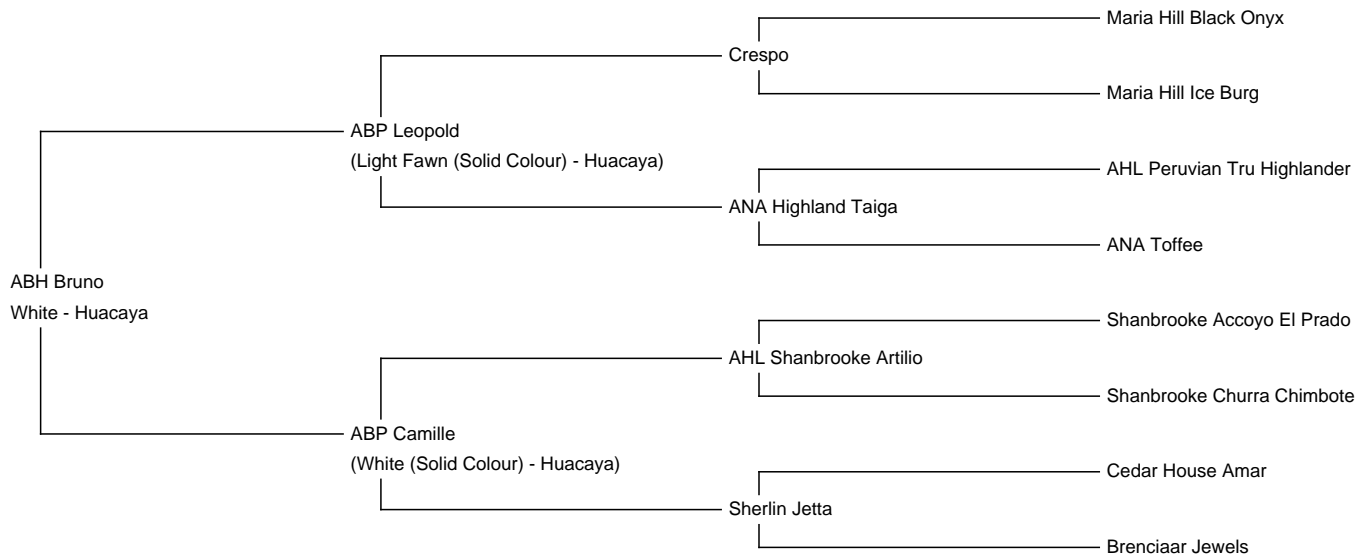 Maria Hill Black Onyx
Crespo
Maria Hill Ice Burg
ABP Leopold
(Light Fawn (Solid Colour) - Huacaya)
AHL Peruvian Tru Highlander
ANA Highland Taiga
ANA Toffee
ABH Bruno
White - Huacaya
Shanbrooke Accoyo El Prado
AHL Shanbrooke Artilio
Shanbrooke Churra Chimbote
ABP Camille
(White (Solid Colour) - Huacaya)
Cedar House Amar
Sherlin Jetta
Brenciaar Jewels